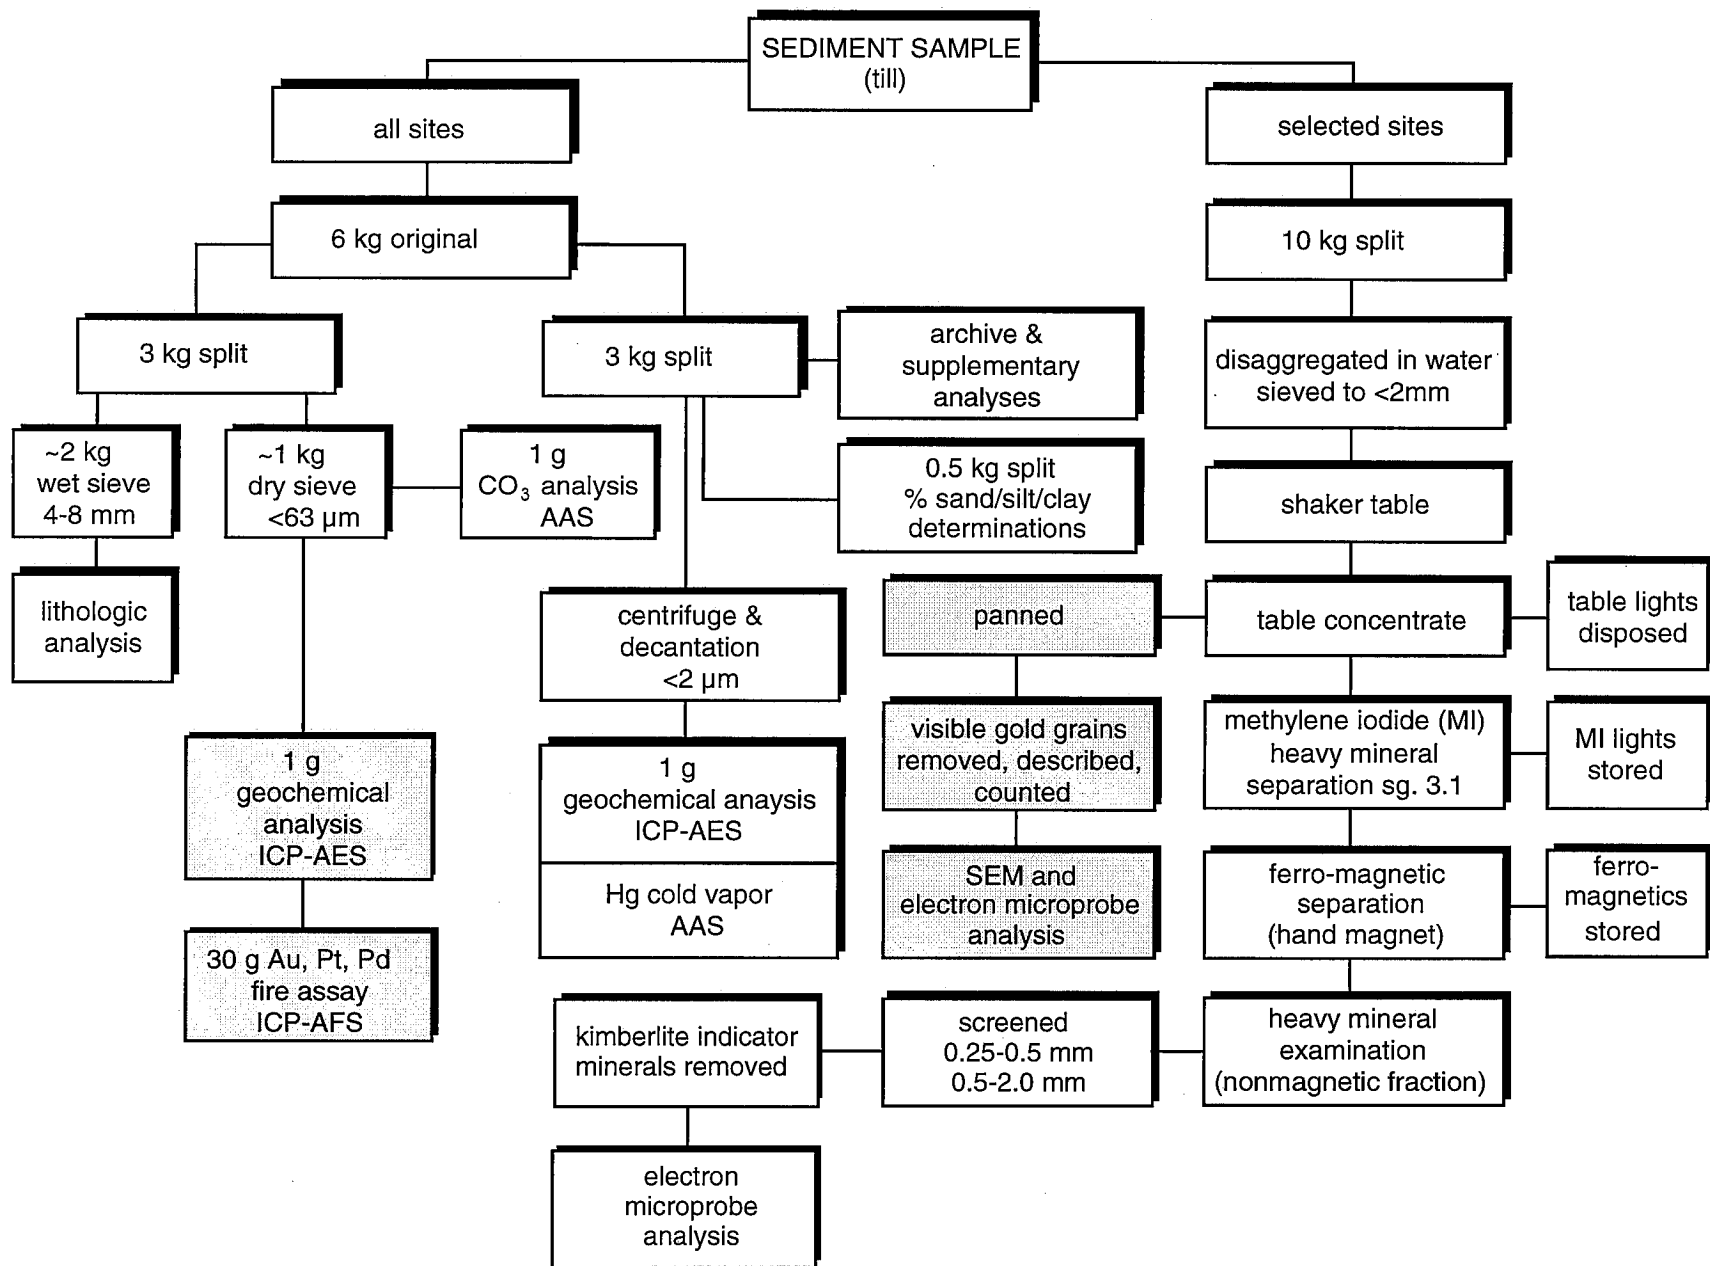 SEDIMENT SAMPLE
(till)
all sites
selected sites
6 kg original
10 kg split
3 kg split
3 kg split
archive &
supplementary
analyses
disaggregated in water
sieved to <2mm
~2 kg
wet sieve
4-8 mm
~1 kg
dry sieve
<63 µm
1 g
CO₃ analysis
AAS
0.5 kg split
% sand/silt/clay
determinations
shaker table
lithologic
analysis
centrifuge &
decantation
<2 µm
panned
table concentrate
table lights
disposed
1 g
geochemical
analysis
ICP-AES
1 g
geochemical anaysis
ICP-AES
Hg cold vapor
AAS
visible gold grains
removed, described,
counted
methylene iodide (MI)
heavy mineral
separation sg. 3.1
MI lights
stored
SEM and
electron microprobe
analysis
ferro-magnetic
separation
(hand magnet)
ferro-
magnetics
stored
30 g Au, Pt, Pd
fire assay
ICP-AFS
kimberlite indicator
minerals removed
screened
0.25-0.5 mm
0.5-2.0 mm
heavy mineral
examination
(nonmagnetic fraction)
electron
microprobe
analysis